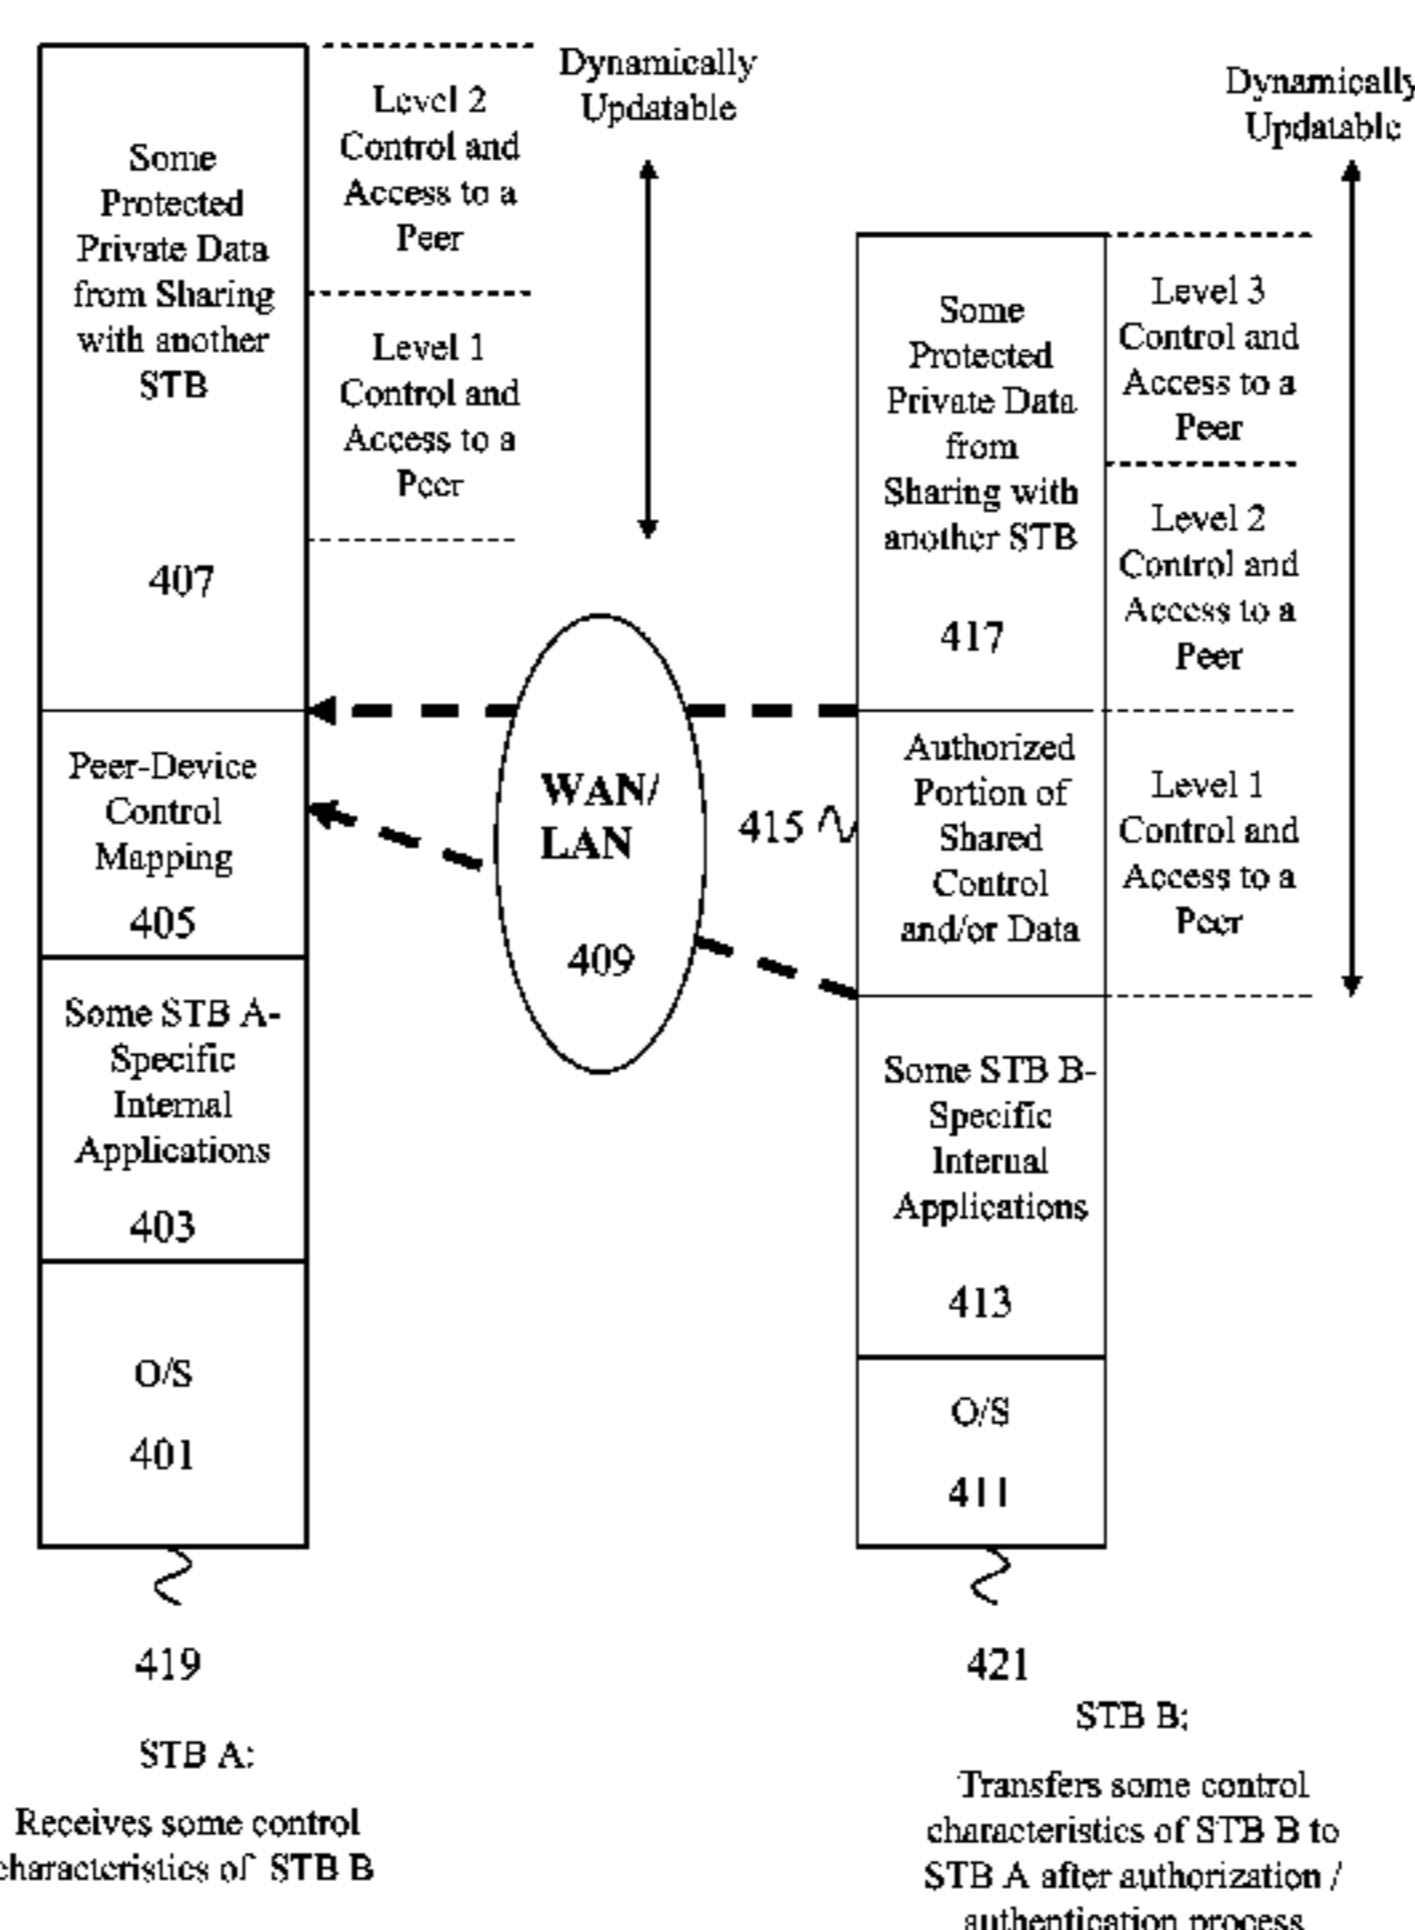 Dynamically
Updatable
Level 2
Control and
Access to a
Peer
Some
Protected
Private Data
from Sharing
with another
STB
407
Level 1
Control and
Access to a
Peer
Peer-Device
Control
Mapping
405
Some STB A-
Specific
Internal
Applications
403
O/S
401
419
STB A:
Receives some control
characteristics of STB B
WAN/
LAN
409
Dynamically
Updatable
Some
Protected
Private Data
from
Sharing with
another STB
417
Level 3
Control and
Access to a
Peer
Level 2
Control and
Access to a
Peer
415
Authorized
Portion of
Shared
Control
and/or Data
Level 1
Control and
Access to a
Peer
Some STB B-
Specific
Internal
Applications
413
O/S
411
421
STB B:
Transfers some control
characteristics of STB B to
STB A after authorization /
authentication process